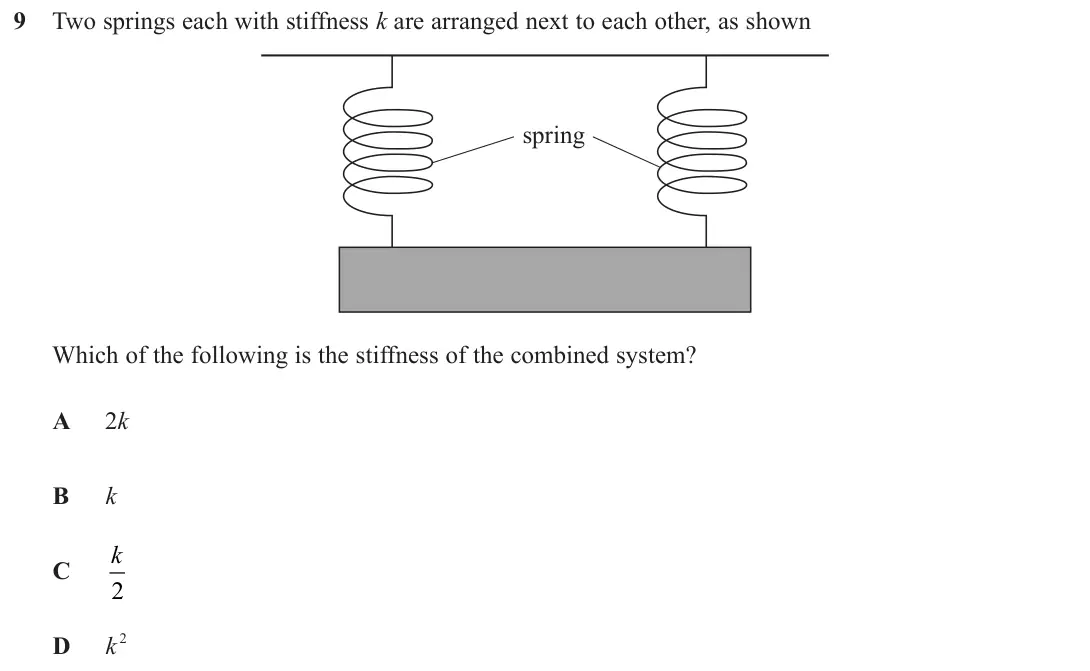 9 Two springs each with stiffness k are arranged next to each other, as shown
spring
Which of the following is the stiffness of the combined system?
A 2k
B k
C k/2
D k²